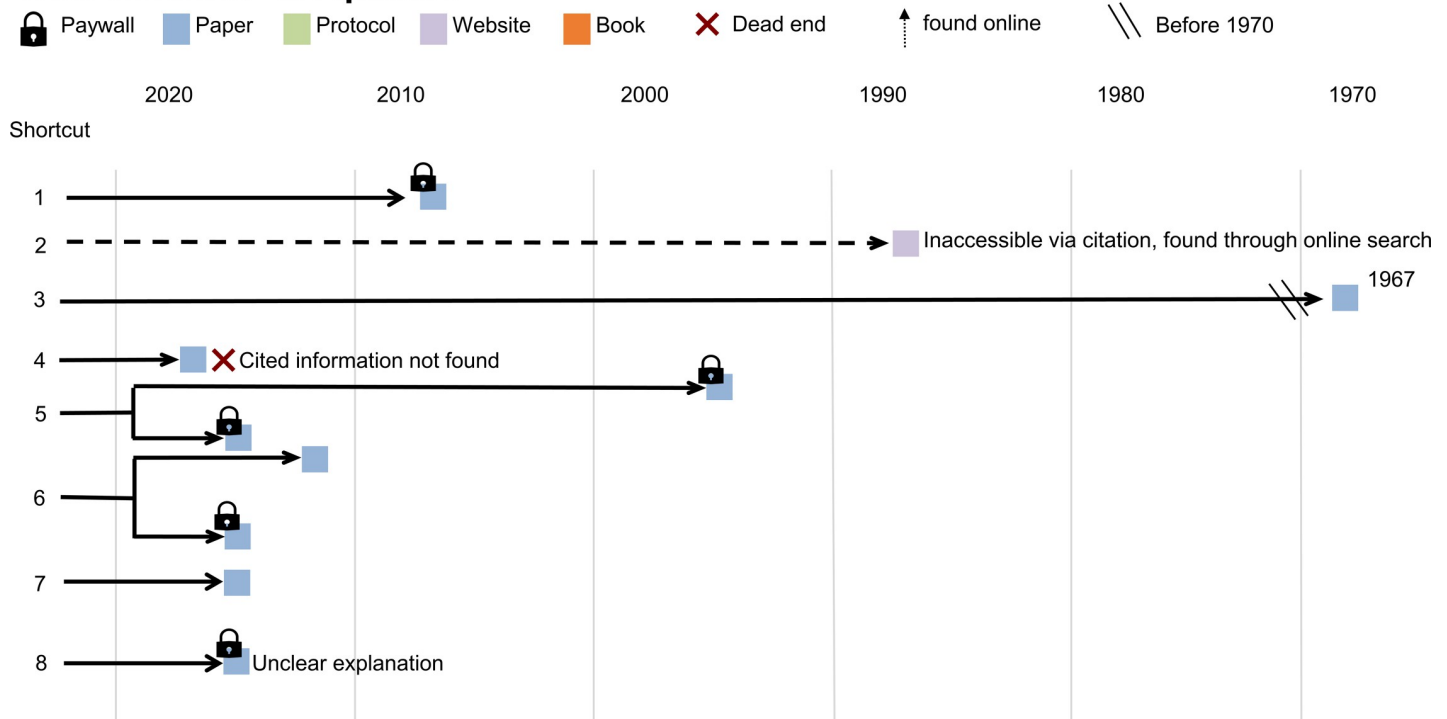 Paywall Paper Protocol Website Book Dead end found online Before 1970
2020 2010 2000 1990 1980 1970
Shortcut
1
2 Inaccessible via citation, found through online search
3 1967
4 Cited information not found
5
6
7
8 Unclear explanation